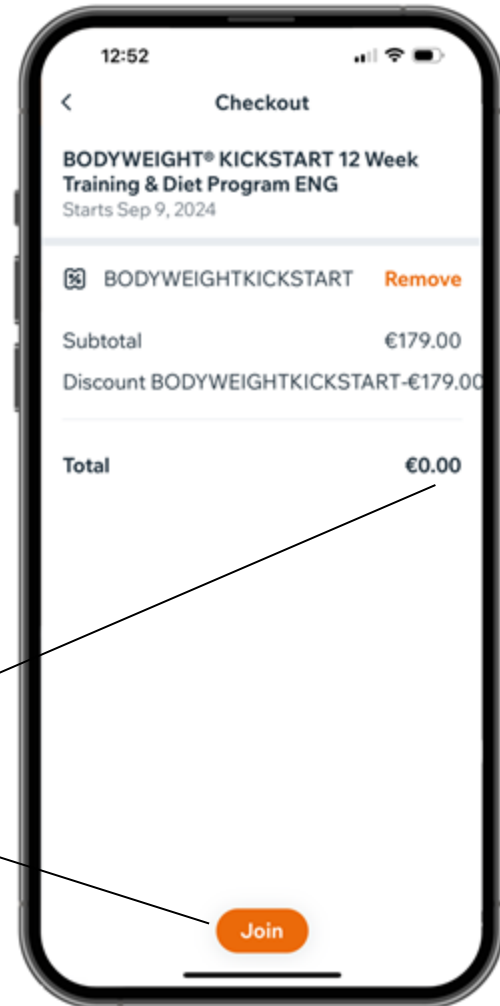 12:52
Checkout
BODYWEIGHT® KICKSTART 12 Week
Training & Diet Program ENG
Starts Sep 9, 2024
BODYWEIGHTKICKSTART Remove
Subtotal €179.00
Discount BODYWEIGHTKICKSTART-€179.00
Total €0.00
Join